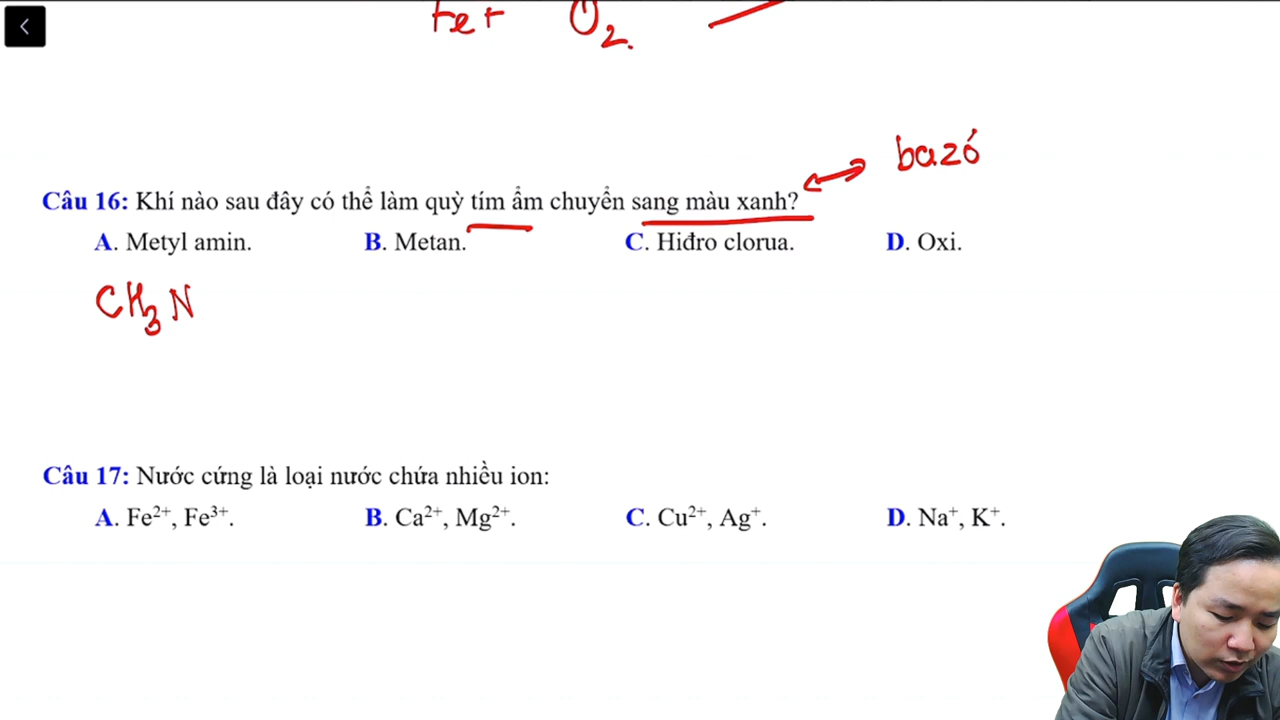 Fe + O2
bazơ
Câu 16: Khí nào sau đây có thể làm quỳ tím ẩm chuyển sang màu xanh?
A. Metyl amin. B. Metan. C. Hiđro clorua. D. Oxi.
CH3N
Câu 17: Nước cứng là loại nước chứa nhiều ion:
A. Fe2+, Fe3+. B. Ca2+, Mg2+. C. Cu2+, Ag+. D. Na+, K+.